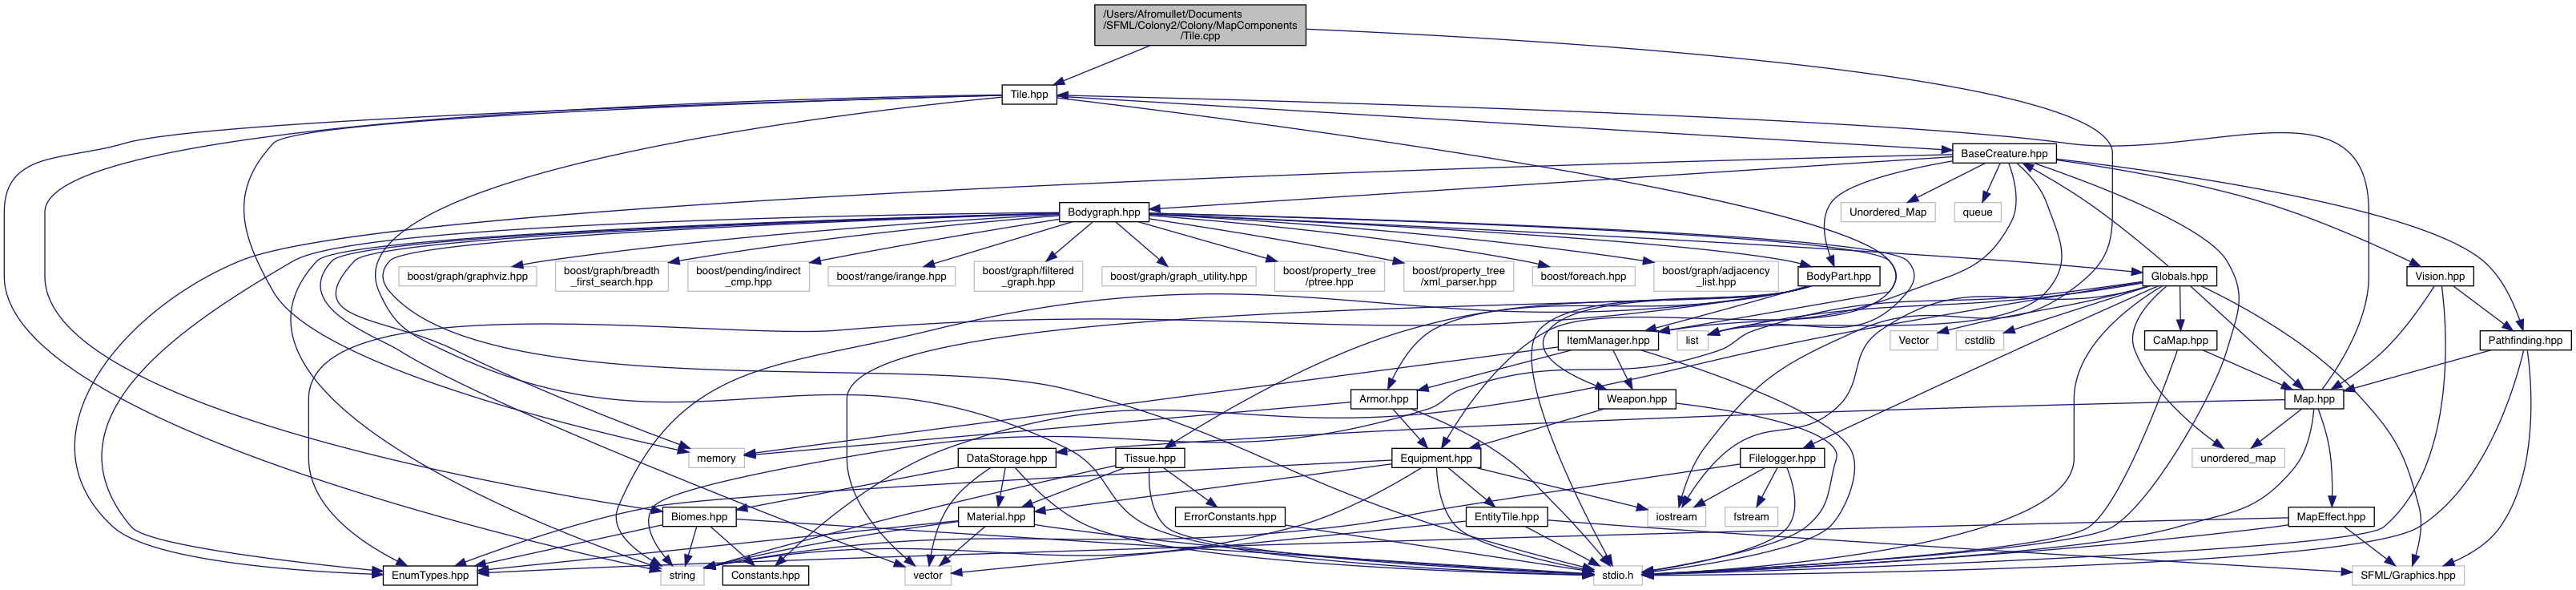 /Users/Afromullet/Documents
/SFML/Colony2/Colony/MapComponents
/Tile.cpp
Tile.hpp
BaseCreature.hpp
Bodygraph.hpp
Unordered_Map
queue
boost/graph/graphviz.hpp
boost/graph/breadth
_first_search.hpp
boost/pending/indirect
_cmp.hpp
boost/range/irange.hpp
boost/graph/filtered
_graph.hpp
boost/graph/graph_utility.hpp
boost/property_tree
/ptree.hpp
boost/property_tree
/xml_parser.hpp
boost/foreach.hpp
boost/graph/adjacency
_list.hpp
BodyPart.hpp
Globals.hpp
Vision.hpp
ItemManager.hpp
list
Vector
cstdlib
CaMap.hpp
Pathfinding.hpp
Armor.hpp
Weapon.hpp
Map.hpp
memory
DataStorage.hpp
Tissue.hpp
Equipment.hpp
Filelogger.hpp
unordered_map
Biomes.hpp
Material.hpp
ErrorConstants.hpp
EntityTile.hpp
iostream
fstream
MapEffect.hpp
EnumTypes.hpp
string
Constants.hpp
vector
stdio.h
SFML/Graphics.hpp